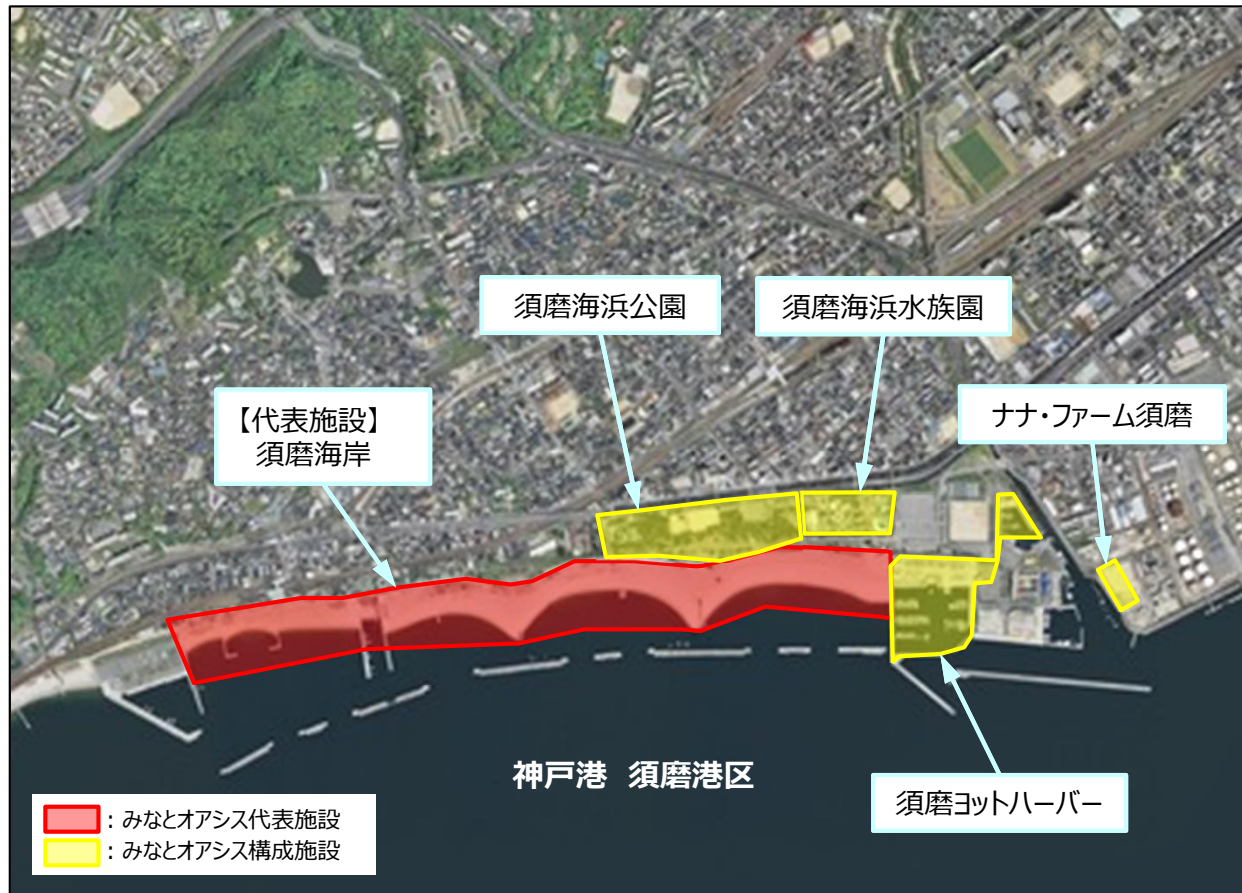 須磨海浜公園
須磨海浜水族園
【代表施設】
須磨海岸
ナナ・ファーム須磨
神戸港 須磨港区
須磨ヨットハーバー
：みなとオアシス代表施設
：みなとオアシス構成施設